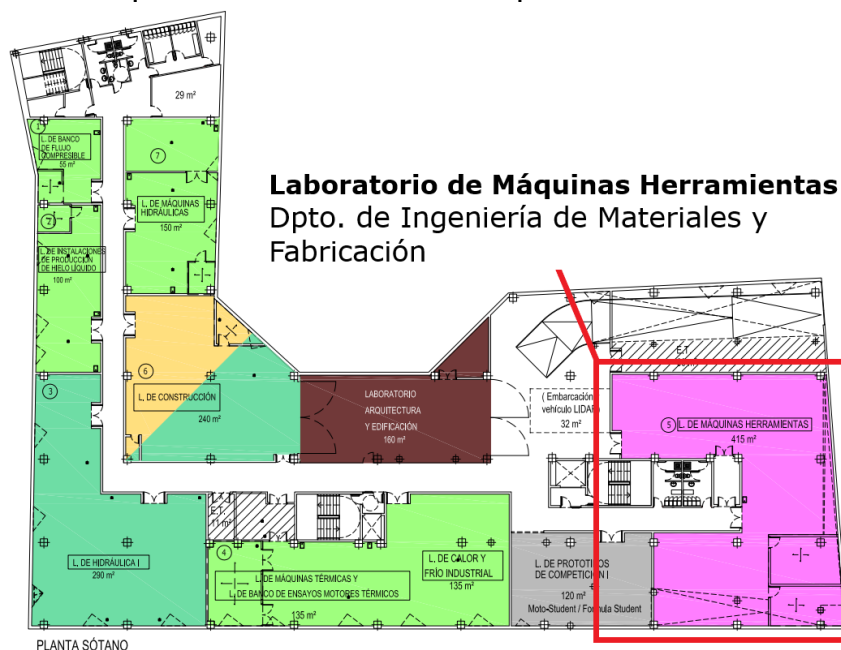 29 m²
1
L. DE BANCO
DE FLUJO
COMPRESIBLE
55 m²
7
2
L. DE MÁQUINAS
HIDRÁULICAS
150 m²
L. DE INSTALACIONES
DE PRODUCCIÓN
DE HIELO LÍQUIDO
100 m²
Laboratorio de Máquinas Herramientas
Dpto. de Ingeniería de Materiales y
Fabricación
E.T.
3
6
L. DE CONSTRUCCIÓN
240 m²
LABORATORIO
ARQUITECTURA
Y EDIFICACIÓN
160 m²
( Embarcación
vehículo LIDAR)
32 m²
5
L. DE MÁQUINAS HERRAMIENTAS
415 m²
E.T.
11 m²
4
L. DE HIDRÁULICA I
290 m²
L. DE MÁQUINAS TÉRMICAS Y
L. DE BANCO DE ENSAYOS MOTORES TÉRMICOS
135 m²
L. DE CALOR Y
FRÍO INDUSTRIAL
135 m²
L. DE PROTOTIPOS
DE COMPETICIÓN I
120 m²
Moto-Student / Formula Student
PLANTA SÓTANO